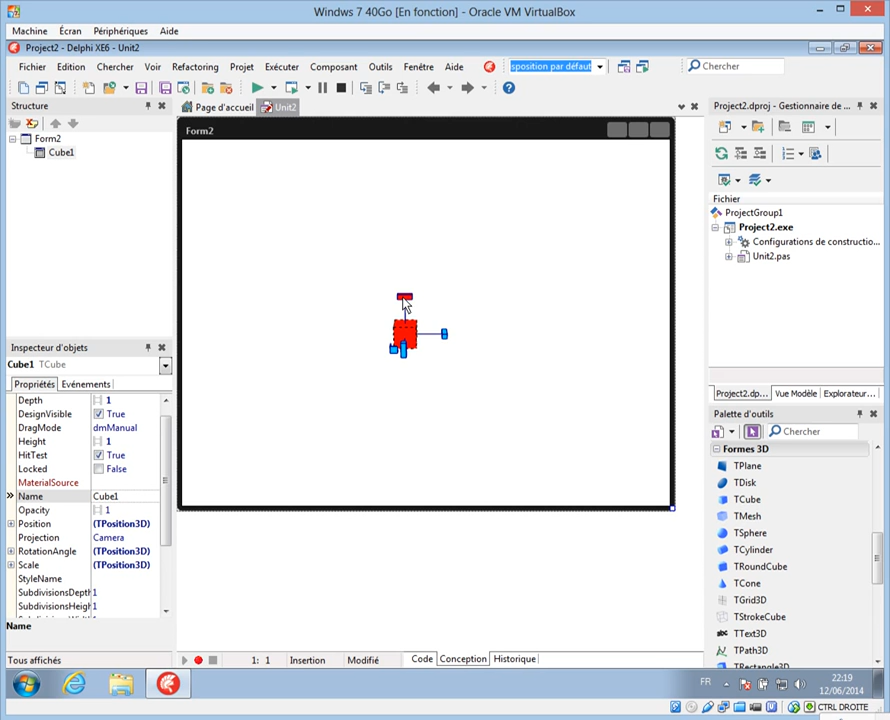 Windws 7 40Go [En fonction] - Oracle VM VirtualBox
Machine Écran Périphériques Aide
Project2 - Delphi XE6 - Unit2
Fichier Edition Chercher Voir Refactoring Projet Exécuter Composant Outils Fenêtre Aide sposition par défaut Chercher
Structure
Form2
Cube1
Page d'accueil Unit2
Form2
Project2.dproj - Gestionnaire de ...
Fichier
ProjectGroup1
Project2.exe
Configurations de constructio...
Unit2.pas
Inspecteur d'objets
Cube1 TCube
Propriétés Evénements
Depth 1
DesignVisible True
DragMode dmManual
Height 1
HitTest True
Locked False
MaterialSource
Name Cube1
Opacity 1
Position (TPosition3D)
Projection Camera
RotationAngle (TPosition3D)
Scale (TPosition3D)
StyleName
SubdivisionsDepth 1
SubdivisionsHeigh 1
Name
Tous affichés
1: 1 Insertion Modifié Code Conception Historique
Project2.dp... Vue Modèle Explorateur...
Palette d'outils
Chercher
Formes 3D
TPlane
TDisk
TCube
TMesh
TSphere
TCylinder
TRoundCube
TCone
TGrid3D
TStrokeCube
abc TText3D
TPath3D
TRectangle3D
FR 22:19
12/06/2014
CTRL DROITE